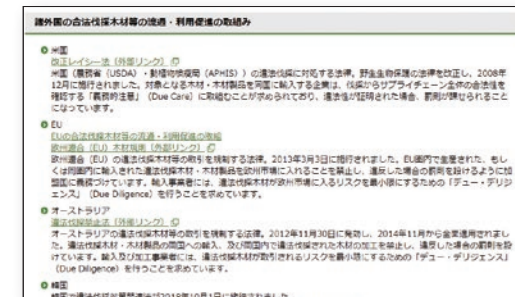 諸外国の合法伐採木材等の流通・利用促進の取組み
米国
改正レイシー法（外部リンク）
米国（農務省（USDA）・動植物検疫局（APHIS））の違法伐採に対処する法律。野生生物保護の法律を改正し、2008年
12月に施行されました。対象となる木材・木材製品を同国に輸入する企業は、伐採からサプライチェーン全体の合法性を
確認する「義務的注意」（Due Care）に取組むことが求められており、違法性が証明された場合、罰則が課せられること
になっています。
EU
EUの合法伐採木材等の流通・利用促進の取組
欧州連合（EU）木材規則（外部リンク）
欧州連合（EU）の違法伐採木材等の取引を規制する法律。2013年3月3日に施行されました。EU圏内で生産された、もし
くは圏内に輸入された違法伐採木材・木材製品を欧州市場に入れることを禁止し、違反した場合の罰則を設けるように加
盟国に義務づけています。輸入事業者には、違法伐採木材が欧州市場に入るリスクを最小限にするための「デュー・デリジ
ェンス」（Due Diligence）を行うことを求めています。
オーストラリア
違法伐採禁止法（外部リンク）
オーストラリアの違法伐採木材等の取引を規制する法律。2012年11月30日に発効し、2014年11月から全面運用されまし
た。違法伐採木材・木材製品の同国への輸入、及び同国内で違法伐採された木材の加工を禁止し、違反した場合の罰則を設
けています。輸入及び加工事業者には、違法伐採木材が取引されるリスクを最小限にするための「デュー・デリジェンス」
（Due Diligence）を行うことを求めています。
韓国